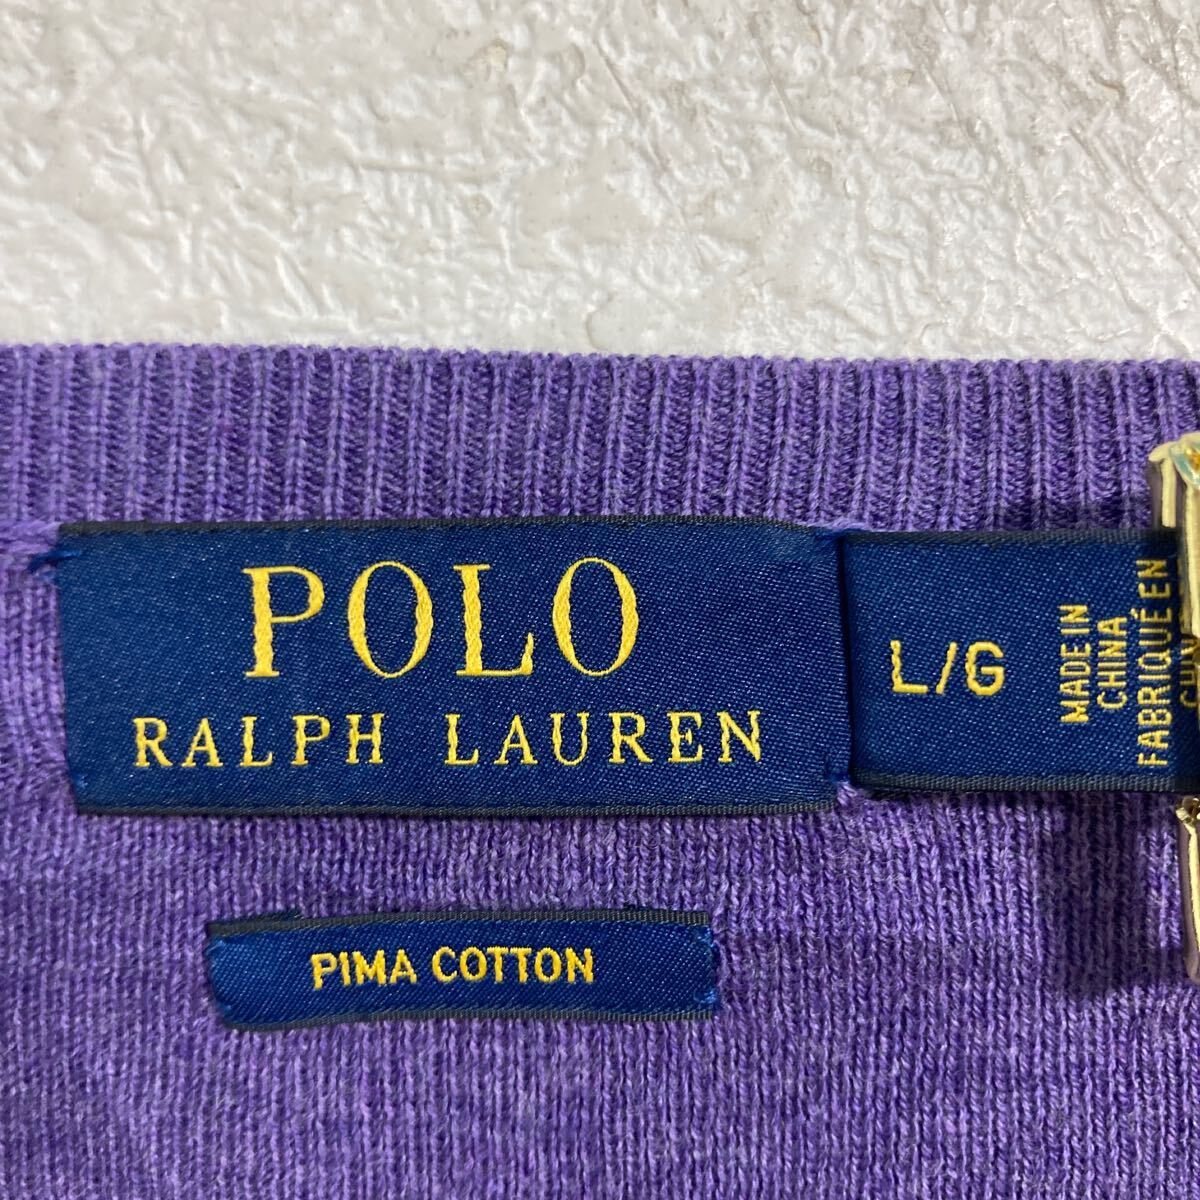 POLO
RALPH LAUREN
L/G
MADE IN
CHINA
FABRIQUÉ EN
PIMA COTTON